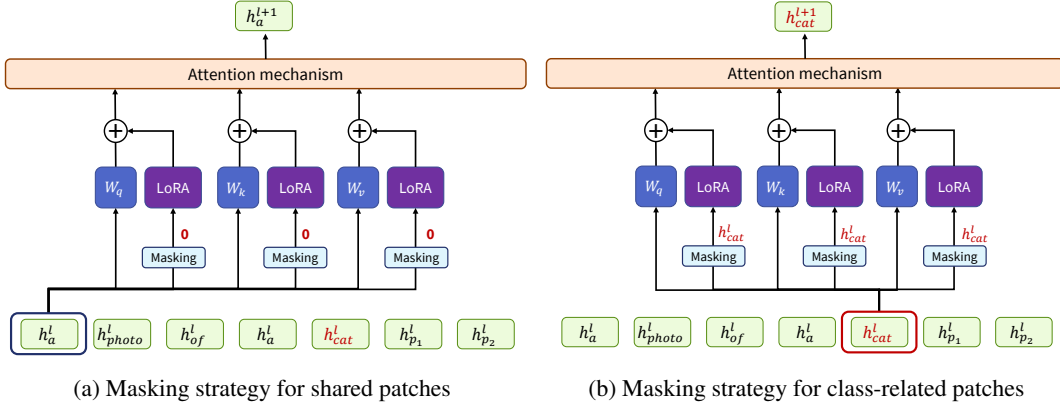 h_a^{l+1}
Attention mechanism
W_q LoRA W_k LoRA W_v LoRA
0 0 0
Masking Masking Masking
h_a^l h_{photo}^l h_{of}^l h_a^l h_{cat}^l h_{p_1}^l h_{p_2}^l
(a) Masking strategy for shared patches
h_{cat}^{l+1}
Attention mechanism
W_q LoRA W_k LoRA W_v LoRA
h_{cat}^l h_{cat}^l h_{cat}^l
Masking Masking Masking
h_a^l h_{photo}^l h_{of}^l h_a^l h_{cat}^l h_{p_1}^l h_{p_2}^l
(b) Masking strategy for class-related patches